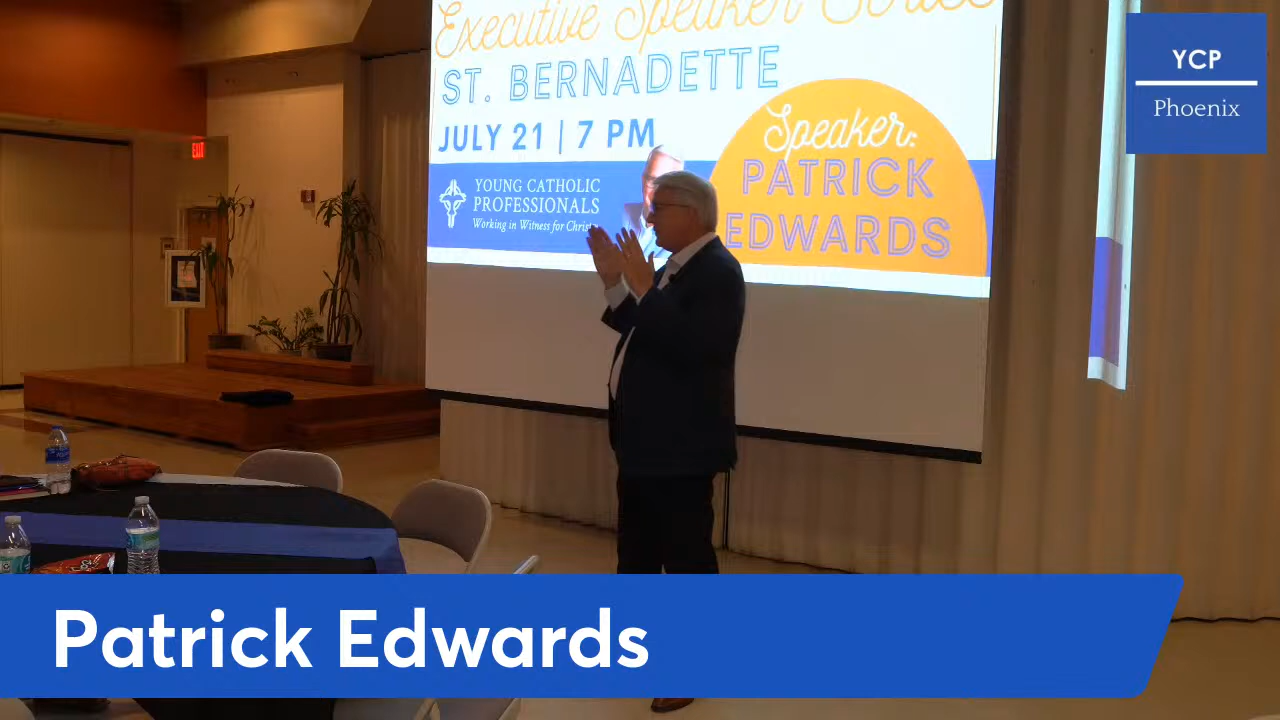 Executive Speaker Series
ST. BERNADETTE
JULY 21 | 7 PM
Speaker:
PATRICK
EDWARDS
YOUNG CATHOLIC
PROFESSIONALS
Working in Witness for Christ
YCP
Phoenix
EXIT
Patrick Edwards